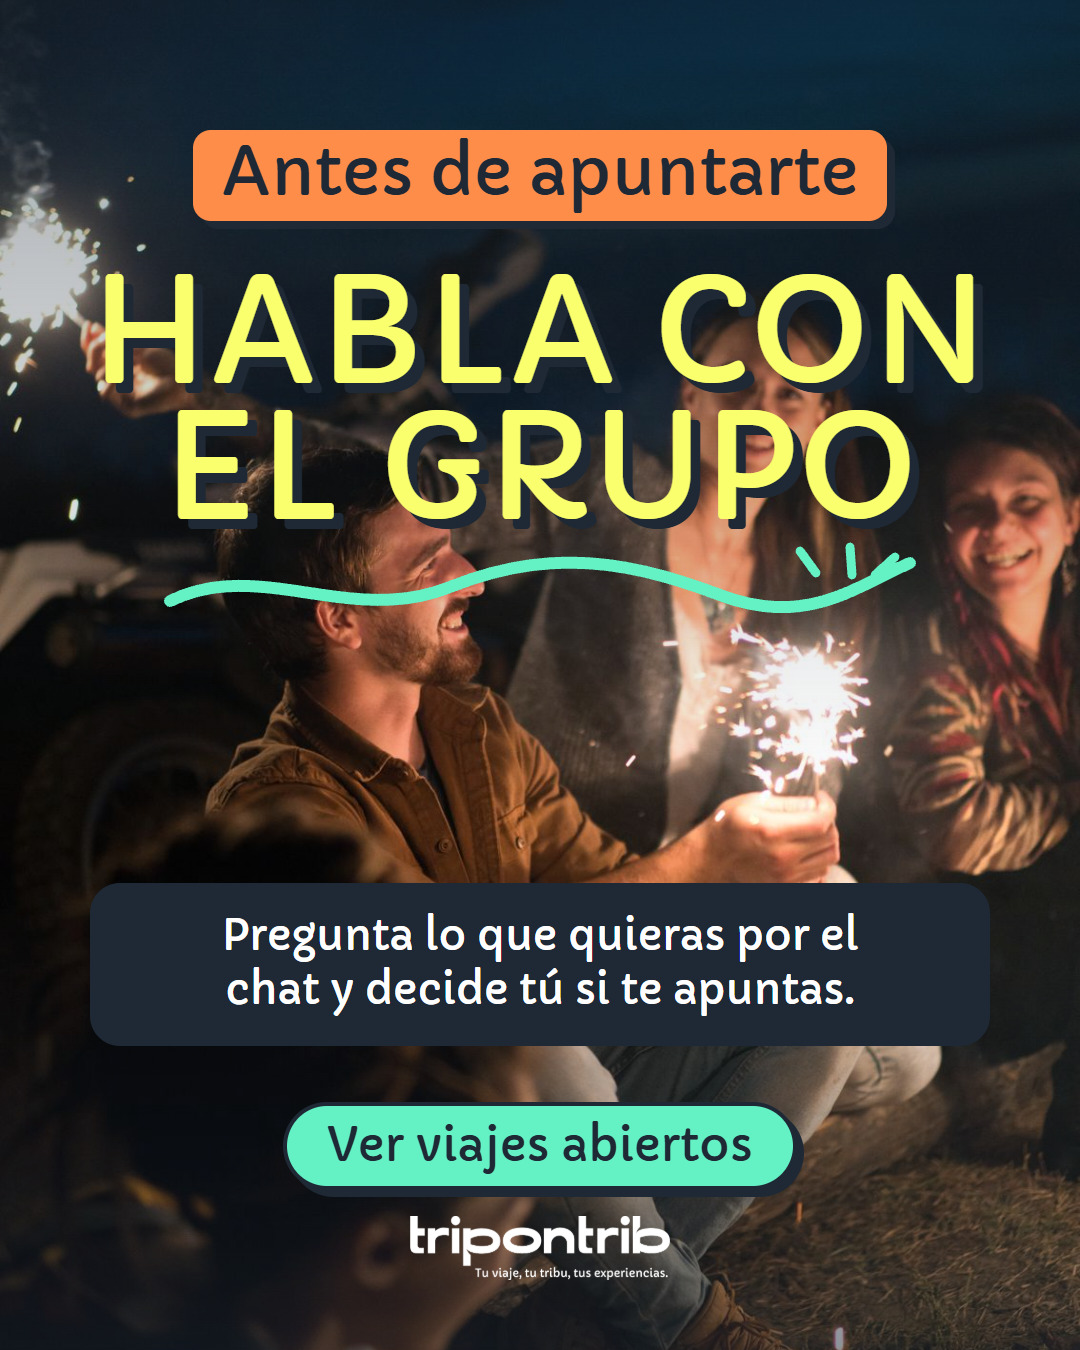 Antes de apuntarte
HABLA CON
EL GRUPO
Pregunta lo que quieras por el
chat y decide tú si te apuntas.
Ver viajes abiertos
tripontrib
Tu viaje, tu tribu, tus experiencias.